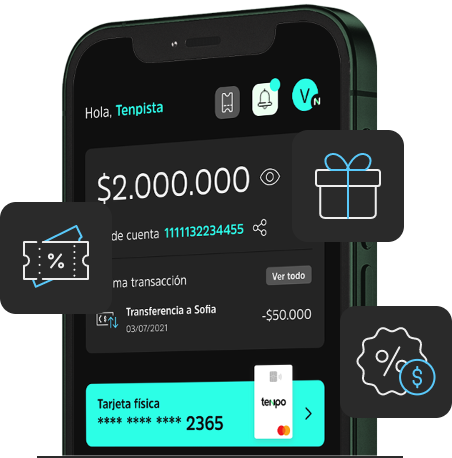 Hola, Tenpista
V
N
$2.000.000
de cuenta 1111132234455
ma transacción Ver todo
Transferencia a Sofia
03/07/2021
-$50.000
%
%
$
Tarjeta física
**** **** **** 2365
tenpo